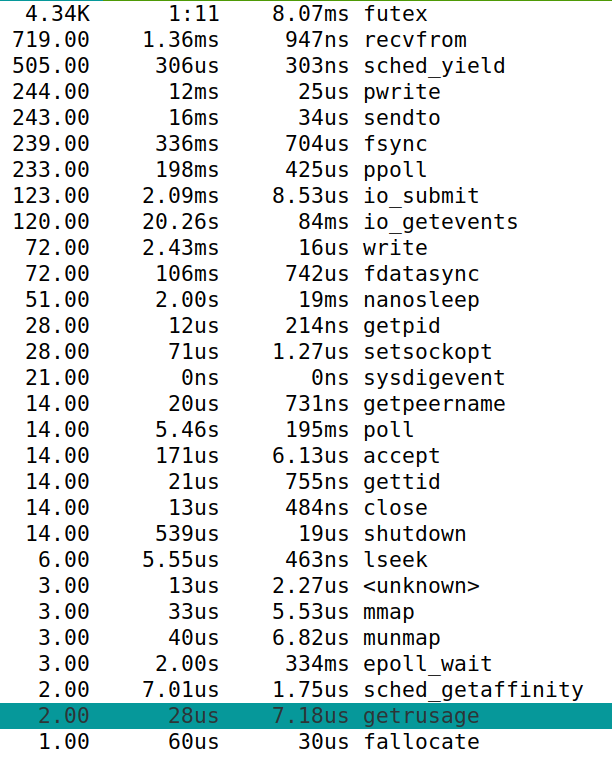 4.34K 1:11 8.07ms futex
719.00 1.36ms 947ns recvfrom
505.00 306us 303ns sched_yield
244.00 12ms 25us pwrite
243.00 16ms 34us sendto
239.00 336ms 704us fsync
233.00 198ms 425us ppoll
123.00 2.09ms 8.53us io_submit
120.00 20.26s 84ms io_getevents
72.00 2.43ms 16us write
72.00 106ms 742us fdatasync
51.00 2.00s 19ms nanosleep
28.00 12us 214ns getpid
28.00 71us 1.27us setsockopt
21.00 0ns 0ns sysdigevent
14.00 20us 731ns getpeername
14.00 5.46s 195ms poll
14.00 171us 6.13us accept
14.00 21us 755ns gettid
14.00 13us 484ns close
14.00 539us 19us shutdown
6.00 5.55us 463ns lseek
3.00 13us 2.27us <unknown>
3.00 33us 5.53us mmap
3.00 40us 6.82us munmap
3.00 2.00s 334ms epoll_wait
2.00 7.01us 1.75us sched_getaffinity
2.00 28us 7.18us getrusage
1.00 60us 30us fallocate